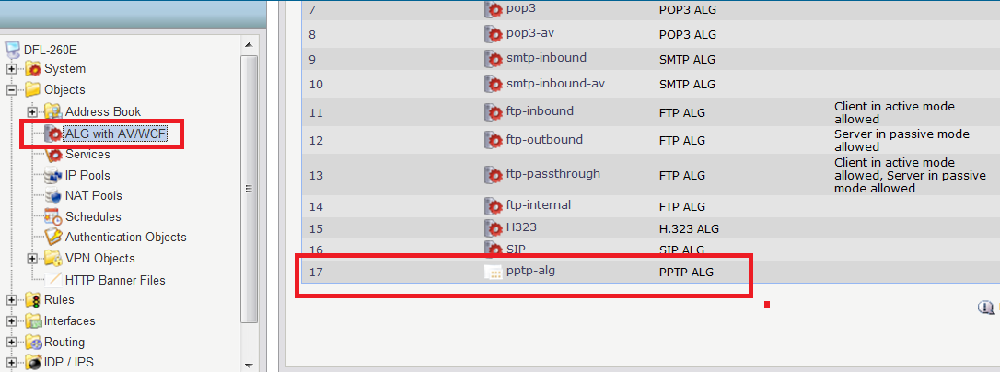 DFL-260E
System
Objects
Address Book
ALG with AV/WCF
Services
IP Pools
NAT Pools
Schedules
Authentication Objects
VPN Objects
HTTP Banner Files
Rules
Interfaces
Routing
IDP / IPS
7 pop3 POP3 ALG
8 pop3-av POP3 ALG
9 smtp-inbound SMTP ALG
10 smtp-inbound-av SMTP ALG
11 ftp-inbound FTP ALG Client in active mode
allowed
12 ftp-outbound FTP ALG Server in passive mode
allowed
13 ftp-passthrough FTP ALG Client in active mode
allowed, Server in passive
mode allowed
14 ftp-internal FTP ALG
15 H323 H.323 ALG
16 SIP SIP ALG
17 pptp-alg PPTP ALG